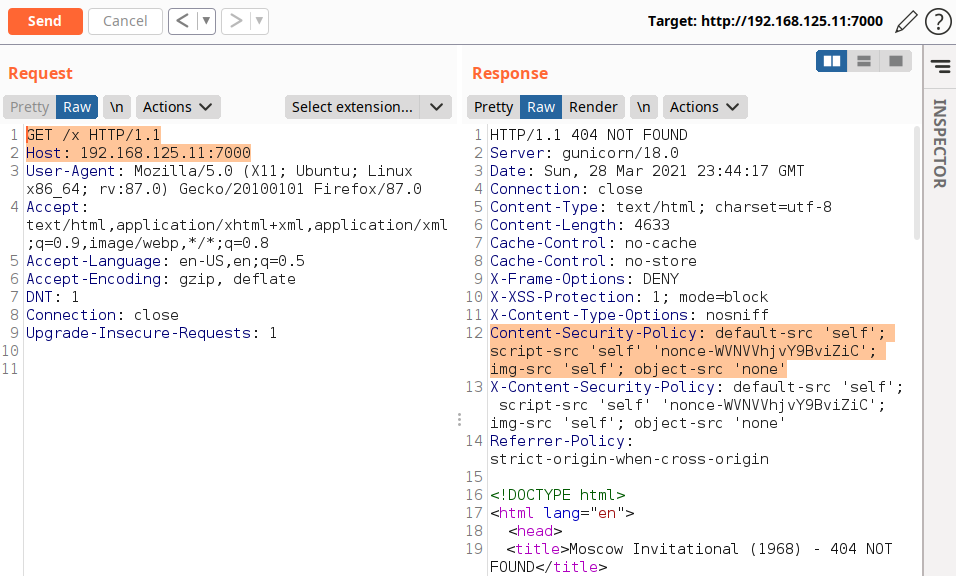 Send
Cancel
Target: http://192.168.125.11:7000
Request
Response
Pretty Raw \n Actions
Select extension...
Pretty Raw Render \n Actions
INSPECTOR
1 GET /x HTTP/1.1
2 Host: 192.168.125.11:7000
3 User-Agent: Mozilla/5.0 (X11; Ubuntu; Linux
x86_64; rv:87.0) Gecko/20100101 Firefox/87.0
4 Accept:
text/html,application/xhtml+xml,application/xml
;q=0.9,image/webp,*/*;q=0.8
5 Accept-Language: en-US,en;q=0.5
6 Accept-Encoding: gzip, deflate
7 DNT: 1
8 Connection: close
9 Upgrade-Insecure-Requests: 1
10
11
1 HTTP/1.1 404 NOT FOUND
2 Server: gunicorn/18.0
3 Date: Sun, 28 Mar 2021 23:44:17 GMT
4 Connection: close
5 Content-Type: text/html; charset=utf-8
6 Content-Length: 4633
7 Cache-Control: no-cache
8 Cache-Control: no-store
9 X-Frame-Options: DENY
10 X-XSS-Protection: 1; mode=block
11 X-Content-Type-Options: nosniff
12 Content-Security-Policy: default-src 'self';
script-src 'self' 'nonce-WVNVVhjvY9BviZiC';
img-src 'self'; object-src 'none'
13 X-Content-Security-Policy: default-src 'self';
script-src 'self' 'nonce-WVNVVhjvY9BviZiC';
img-src 'self'; object-src 'none'
14 Referrer-Policy:
strict-origin-when-cross-origin
15
16 <!DOCTYPE html>
17 <html lang="en">
18 <head>
19 <title>Moscow Invitational (1968) - 404 NOT
FOUND</title>